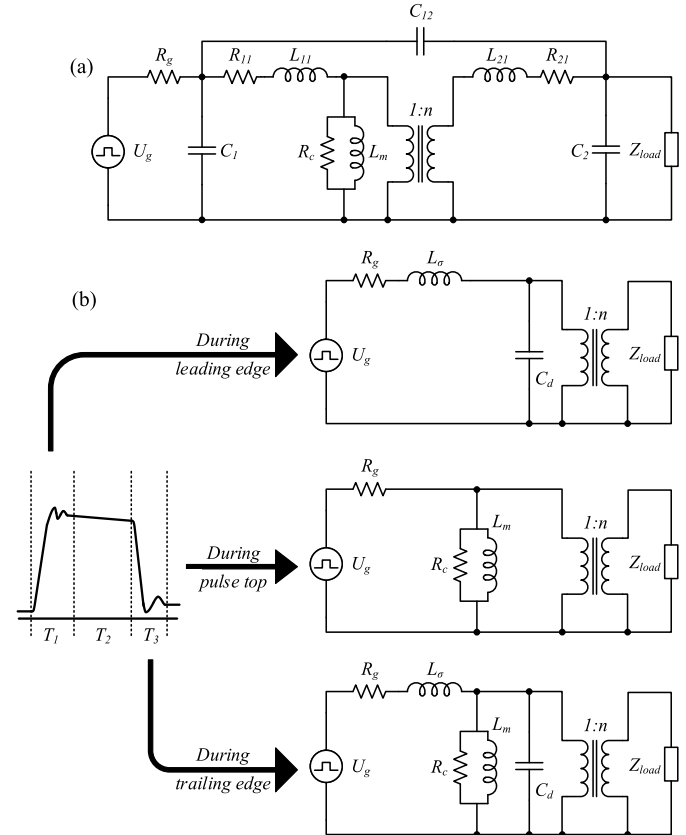 C12
(a)
Rg
R11
L11
L21
R21
1:n
Ug
C1
Rc
Lm
C2
Zload
(b)
Rg
Lσ
1:n
During
leading edge
Ug
Cd
Zload
Rg
Lm
1:n
During
pulse top
Ug
Rc
Zload
T1
T2
T3
Rg
Lσ
Lm
1:n
During
trailing edge
Ug
Rc
Cd
Zload